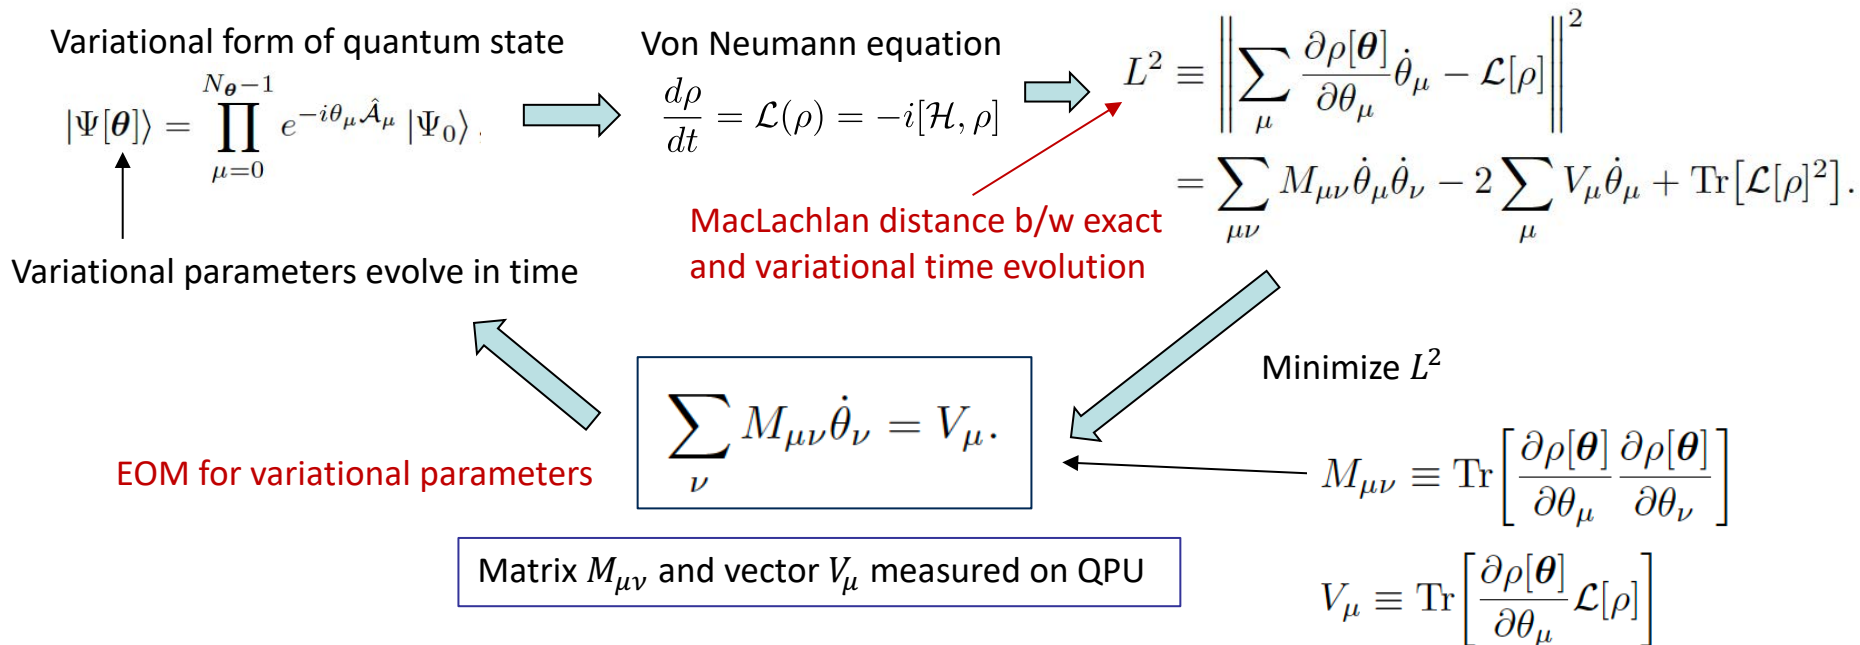 Variational form of quantum state
|Ψ[θ]⟩ = ∏_{μ=0}^{N_θ−1} e^{−iθ_μ Â_μ} |Ψ_0⟩.
Variational parameters evolve in time
Von Neumann equation
dρ/dt = ℒ(ρ) = −i[ℋ, ρ]
L² ≡ ‖∑_μ ∂ρ[θ]/∂θ_μ θ̇_μ − ℒ[ρ]‖²
= ∑_{μν} M_{μν} θ̇_μ θ̇_ν − 2 ∑_μ V_μ θ̇_μ + Tr[ℒ[ρ]²].
MacLachlan distance b/w exact
and variational time evolution
Minimize L²
∑_ν M_{μν} θ̇_ν = V_μ.
EOM for variational parameters
M_{μν} ≡ Tr[∂ρ[θ]/∂θ_μ ∂ρ[θ]/∂θ_ν]
Matrix M_{μν} and vector V_μ measured on QPU
V_μ ≡ Tr[∂ρ[θ]/∂θ_μ ℒ[ρ]]